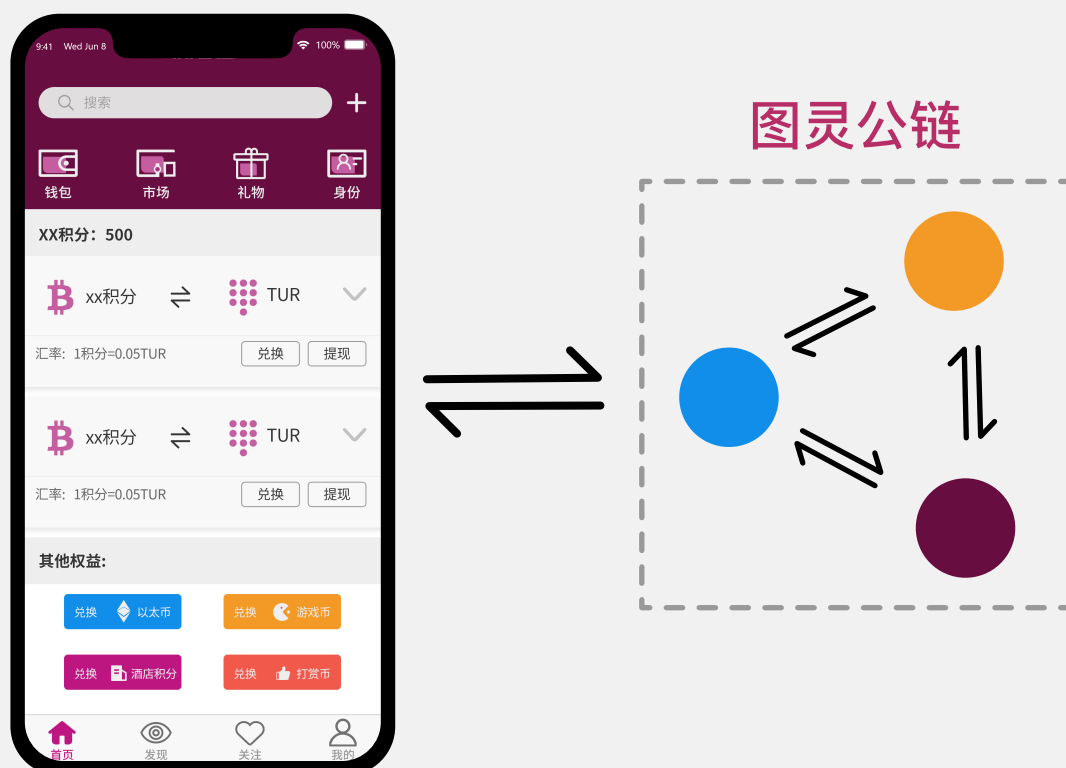 9:41 Wed Jun 8 100%
搜索
钱包 市场 礼物 身份
XX积分：500
xx积分 TUR
汇率：1积分=0.05TUR 兑换 提现
xx积分 TUR
汇率：1积分=0.05TUR 兑换 提现
其他权益:
兑换 以太币 兑换 游戏币
兑换 酒店积分 兑换 打赏币
首页 发现 关注 我的
图灵公链